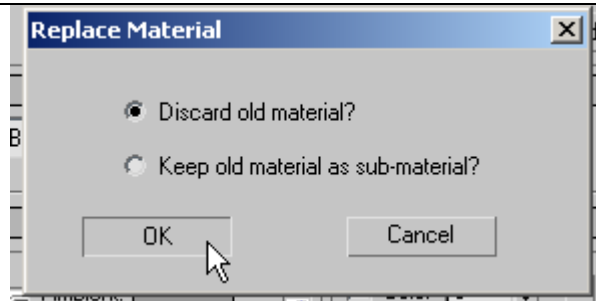 Replace Material
Discard old material?
B
Keep old material as sub-material?
OK
Cancel